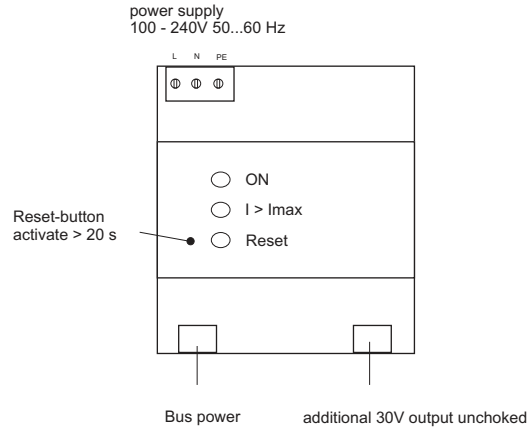 power supply
100 - 240V 50...60 Hz
L N PE
ON
I > Imax
Reset-button
activate > 20 s
Reset
Bus power
additional 30V output unchoked